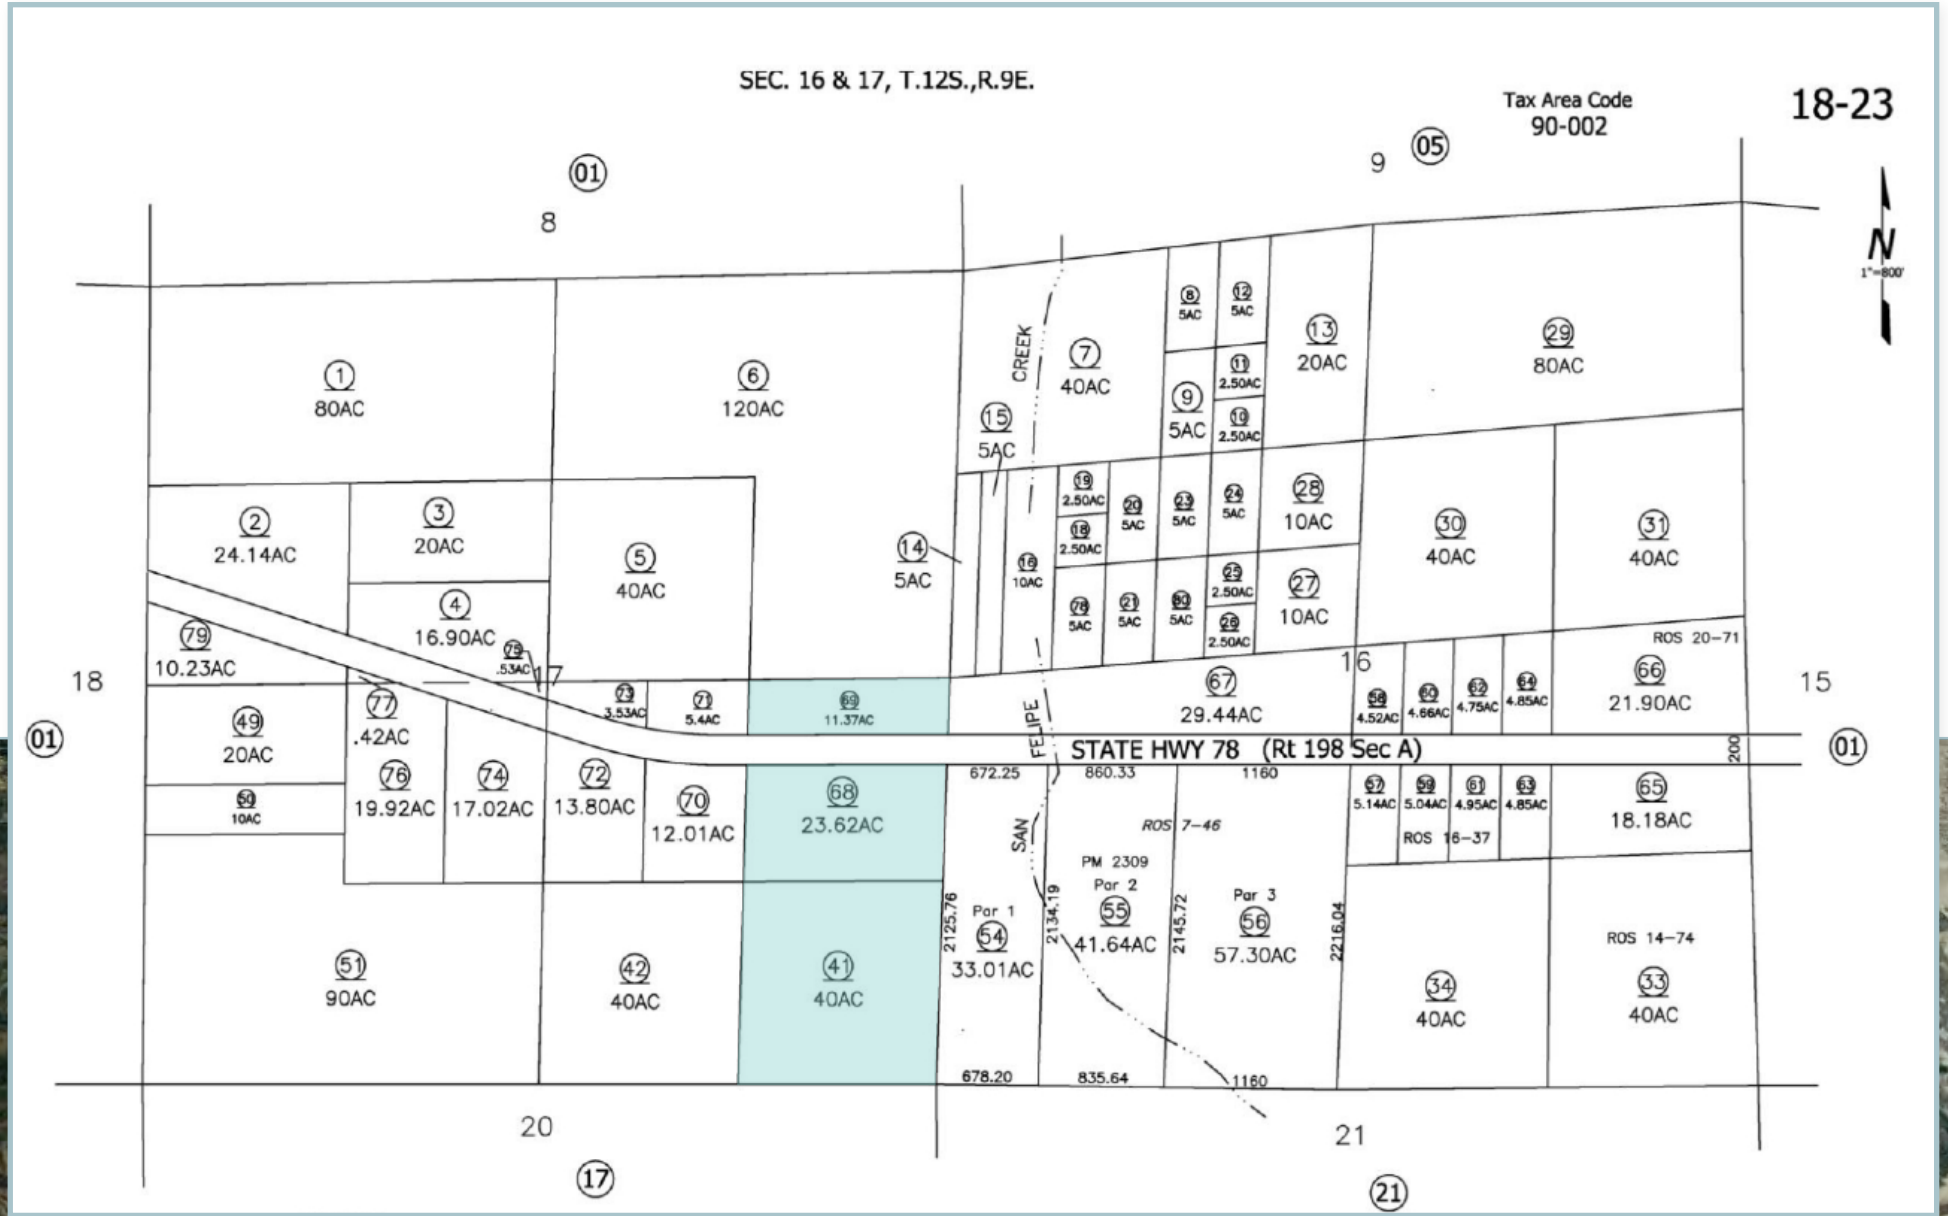 SEC. 16 & 17, T.12S.,R.9E.
Tax Area Code
90-002
18-23
01
05
9
8
N
1"=800'
1
80AC
6
120AC
CREEK
7
40AC
8
5AC
12
5AC
13
20AC
29
80AC
11
2.50AC
9
5AC
10
2.50AC
15
5AC
2
24.14AC
3
20AC
5
40AC
14
5AC
16
10AC
19
2.50AC
18
2.50AC
20
5AC
23
5AC
24
5AC
28
10AC
30
40AC
31
40AC
4
16.90AC
78
5AC
21
5AC
80
5AC
25
2.50AC
26
2.50AC
27
10AC
79
10.23AC
75
.53AC
17
18
16
15
ROS 20-71
77
.42AC
73
3.53AC
71
5.4AC
69
11.37AC
67
29.44AC
58
4.52AC
60
4.66AC
62
4.75AC
64
4.85AC
66
21.90AC
01
49
20AC
FELIPE
STATE HWY 78 (Rt 198 Sec A)
200
01
50
10AC
76
19.92AC
74
17.02AC
72
13.80AC
70
12.01AC
68
23.62AC
672.25
860.33
1160
57
5.14AC
59
5.04AC
61
4.95AC
63
4.85AC
65
18.18AC
SAN
ROS 7-46
ROS 16-37
PM 2309
Par 2
55
41.64AC
Par 1
54
33.01AC
Par 3
56
57.30AC
2125.76
2134.19
2145.72
2216.04
ROS 14-74
51
90AC
42
40AC
41
40AC
34
40AC
33
40AC
678.20
835.64
1160
20
21
17
21